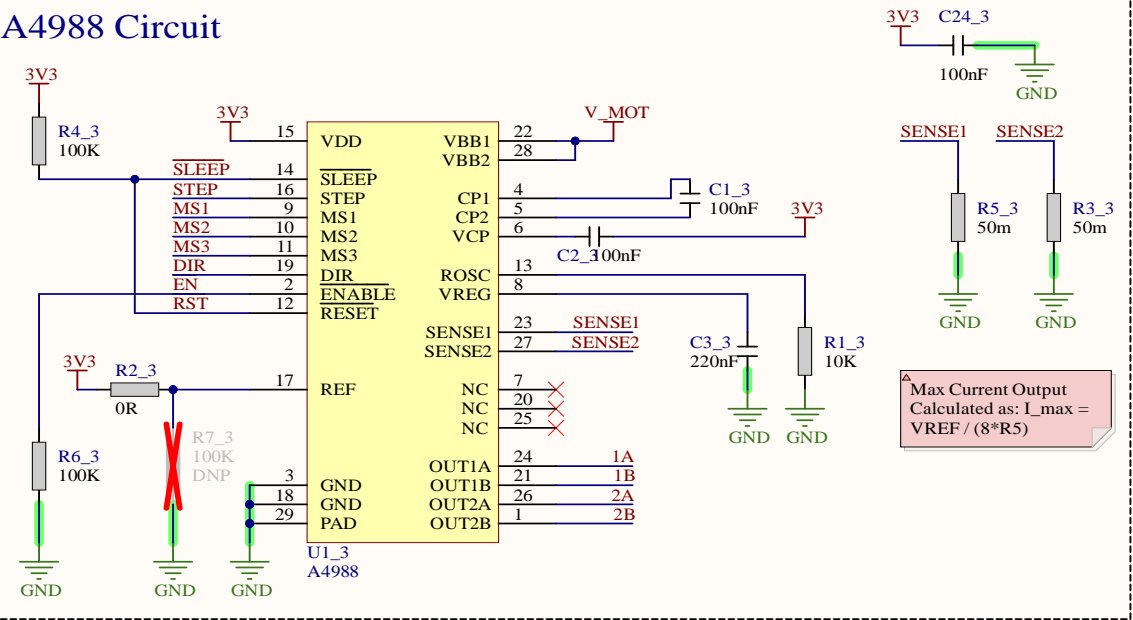 A4988 Circuit
3V3
R4_3
100K
3V3
15
VDD
SLEEP
14
SLEEP
STEP
16
STEP
MS1
9
MS1
MS2
10
MS2
MS3
11
MS3
DIR
19
DIR
EN
2
ENABLE
RST
12
RESET
3V3
R2_3
0R
17
REF
R6_3
100K
R7_3
100K
DNP
3
GND
18
GND
29
PAD
GND
GND
GND
U1_3
A4988
VBB1
22
VBB2
28
V_MOT
CP1
4
CP2
5
C1_3
100nF
VCP
6
C2_3
100nF
3V3
ROSC
13
VREG
8
SENSE1
23
SENSE1
SENSE2
27
SENSE2
C3_3
220nF
R1_3
10K
NC
7
NC
20
NC
25
GND
GND
OUT1A
24
1A
OUT1B
21
1B
OUT2A
26
2A
OUT2B
1
2B
3V3
C24_3
100nF
GND
SENSE1
SENSE2
R5_3
50m
R3_3
50m
GND
GND
Max Current Output
Calculated as: I_max =
VREF / (8*R5)